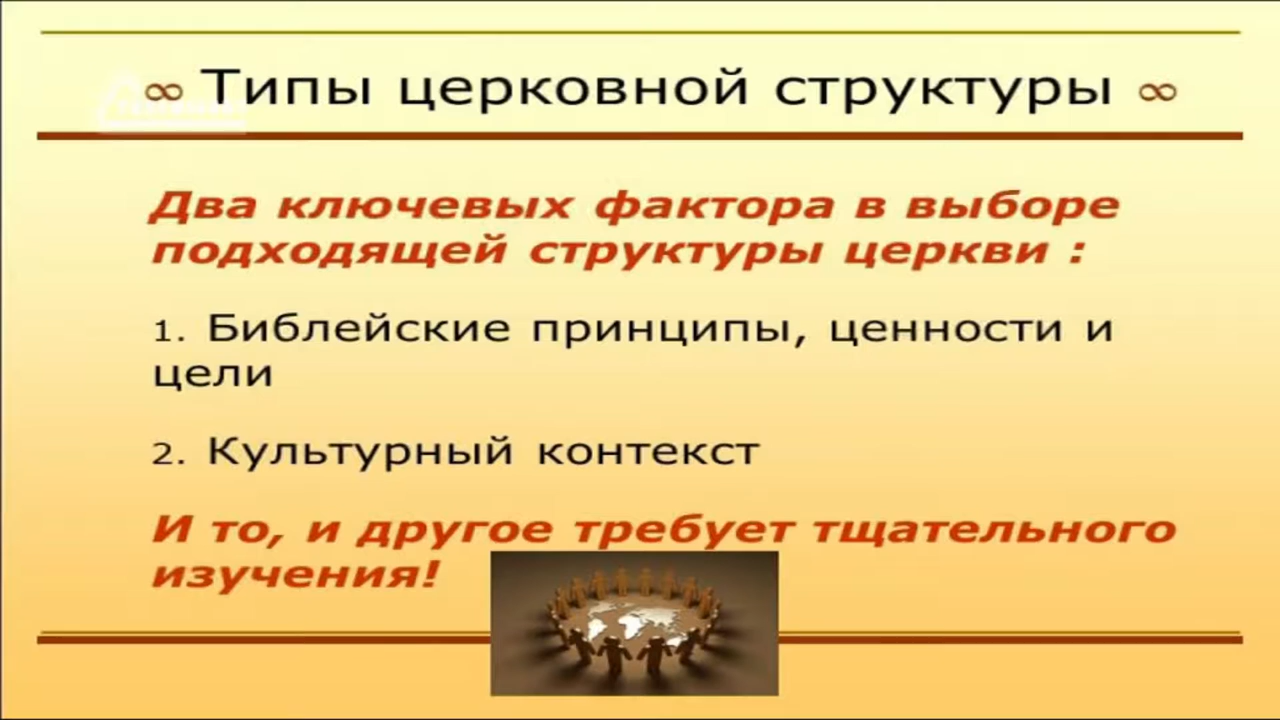 ∞ Типы церковной структуры ∞
Два ключевых фактора в выборе
подходящей структуры церкви :
1. Библейские принципы, ценности и
цели
2. Культурный контекст
И то, и другое требует тщательного
изучения!